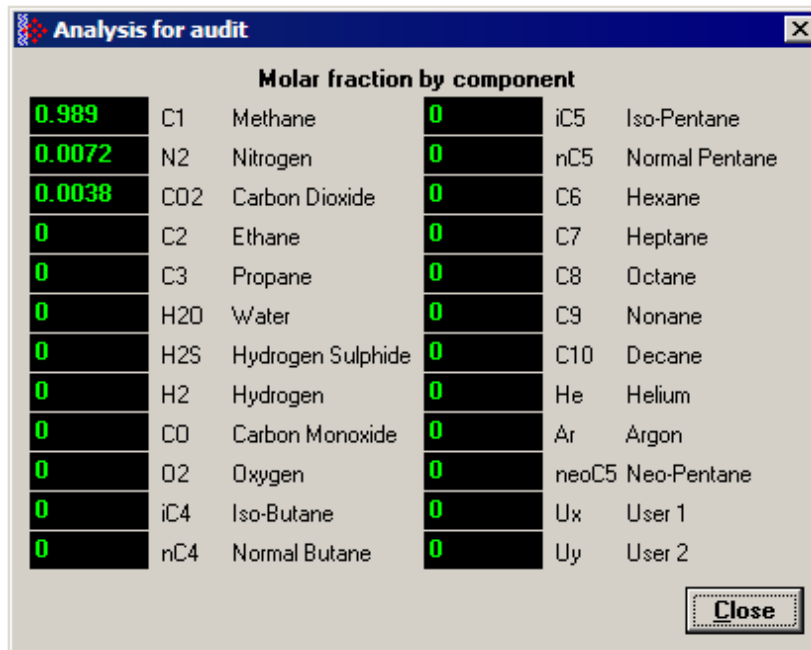 Analysis for audit
Molar fraction by component
0.989 C1 Methane 0 iC5 Iso-Pentane
0.0072 N2 Nitrogen 0 nC5 Normal Pentane
0.0038 CO2 Carbon Dioxide 0 C6 Hexane
0 C2 Ethane 0 C7 Heptane
0 C3 Propane 0 C8 Octane
0 H2O Water 0 C9 Nonane
0 H2S Hydrogen Sulphide 0 C10 Decane
0 H2 Hydrogen 0 He Helium
0 CO Carbon Monoxide 0 Ar Argon
0 O2 Oxygen 0 neoC5 Neo-Pentane
0 iC4 Iso-Butane 0 Ux User 1
0 nC4 Normal Butane 0 Uy User 2
Close